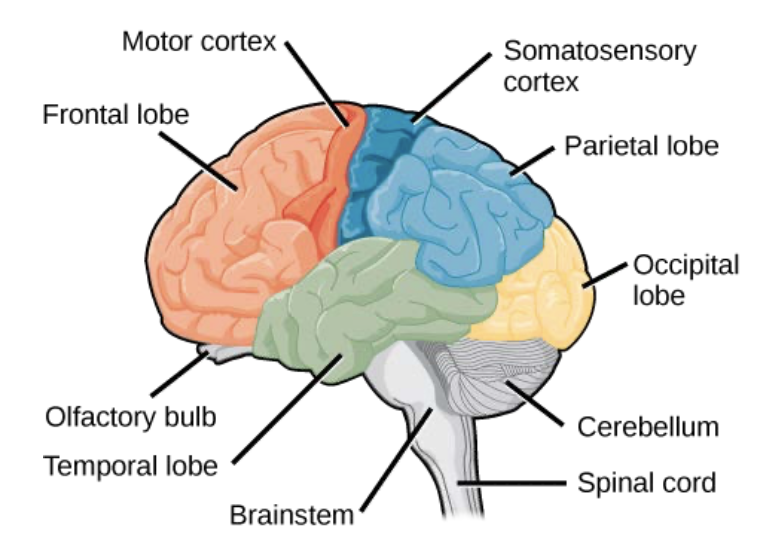 Motor cortex
Somatosensory
cortex
Frontal lobe
Parietal lobe
Occipital
lobe
Olfactory bulb
Cerebellum
Temporal lobe
Spinal cord
Brainstem